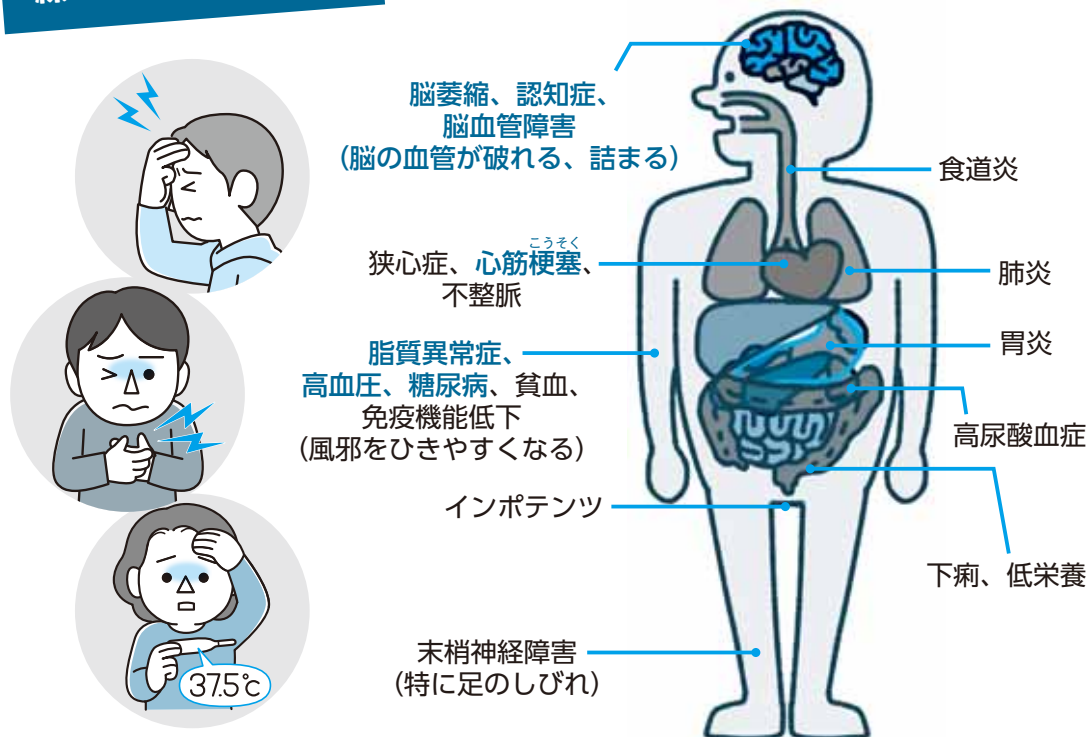 脳萎縮、認知症、
脳血管障害
（脳の血管が破れる、詰まる）
食道炎
こうそく
狭心症、心筋梗塞、
不整脈
肺炎
胃炎
脂質異常症、
高血圧、糖尿病、貧血、
免疫機能低下
（風邪をひきやすくなる）
高尿酸血症
インポテンツ
下痢、低栄養
末梢神経障害
（特に足のしびれ）
37.5℃